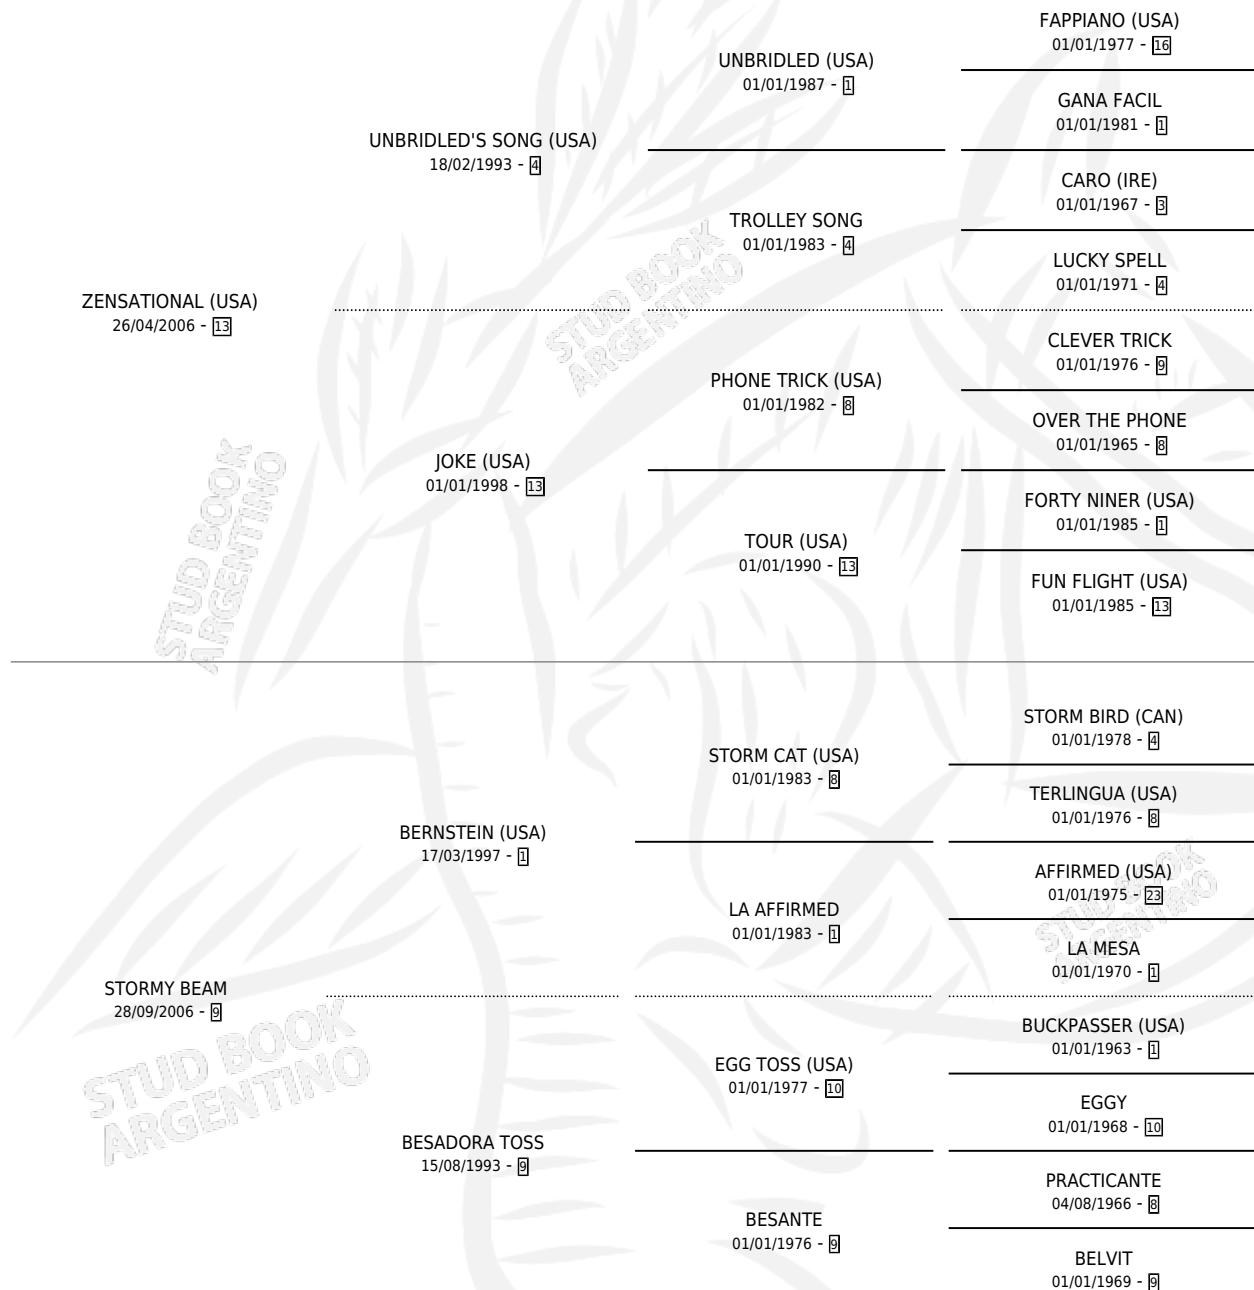 FAPPIANO (USA)
01/01/1977 - 16
UNBRIDLED (USA)
01/01/1987 - 1
GANA FACIL
01/01/1981 - 1
UNBRIDLED'S SONG (USA)
18/02/1993 - 4
CARO (IRE)
01/01/1967 - 3
TROLLEY SONG
01/01/1983 - 4
LUCKY SPELL
01/01/1971 - 4
ZENSATIONAL (USA)
26/04/2006 - 13
CLEVER TRICK
01/01/1976 - 9
PHONE TRICK (USA)
01/01/1982 - 8
OVER THE PHONE
01/01/1965 - 8
JOKE (USA)
01/01/1998 - 13
FORTY NINER (USA)
01/01/1985 - 1
TOUR (USA)
01/01/1990 - 13
FUN FLIGHT (USA)
01/01/1985 - 13
STORM BIRD (CAN)
01/01/1978 - 4
STORM CAT (USA)
01/01/1983 - 8
TERLINGUA (USA)
01/01/1976 - 8
BERNSTEIN (USA)
17/03/1997 - 1
AFFIRMED (USA)
01/01/1975 - 23
LA AFFIRMED
01/01/1983 - 1
LA MESA
01/01/1970 - 1
STORMY BEAM
28/09/2006 - 9
BUCKPASSER (USA)
01/01/1963 - 1
EGG TOSS (USA)
01/01/1977 - 10
EGGY
01/01/1968 - 10
BESADORA TOSS
15/08/1993 - 9
PRACTICANTE
04/08/1966 - 8
BESANTE
01/01/1976 - 9
BELVIT
01/01/1969 - 9
STUD BOOK
ARGENTINO
STUD BOOK
ARGENTINO
STUD BOOK
ARGENTINO
STUD BOOK
ARGENTINO